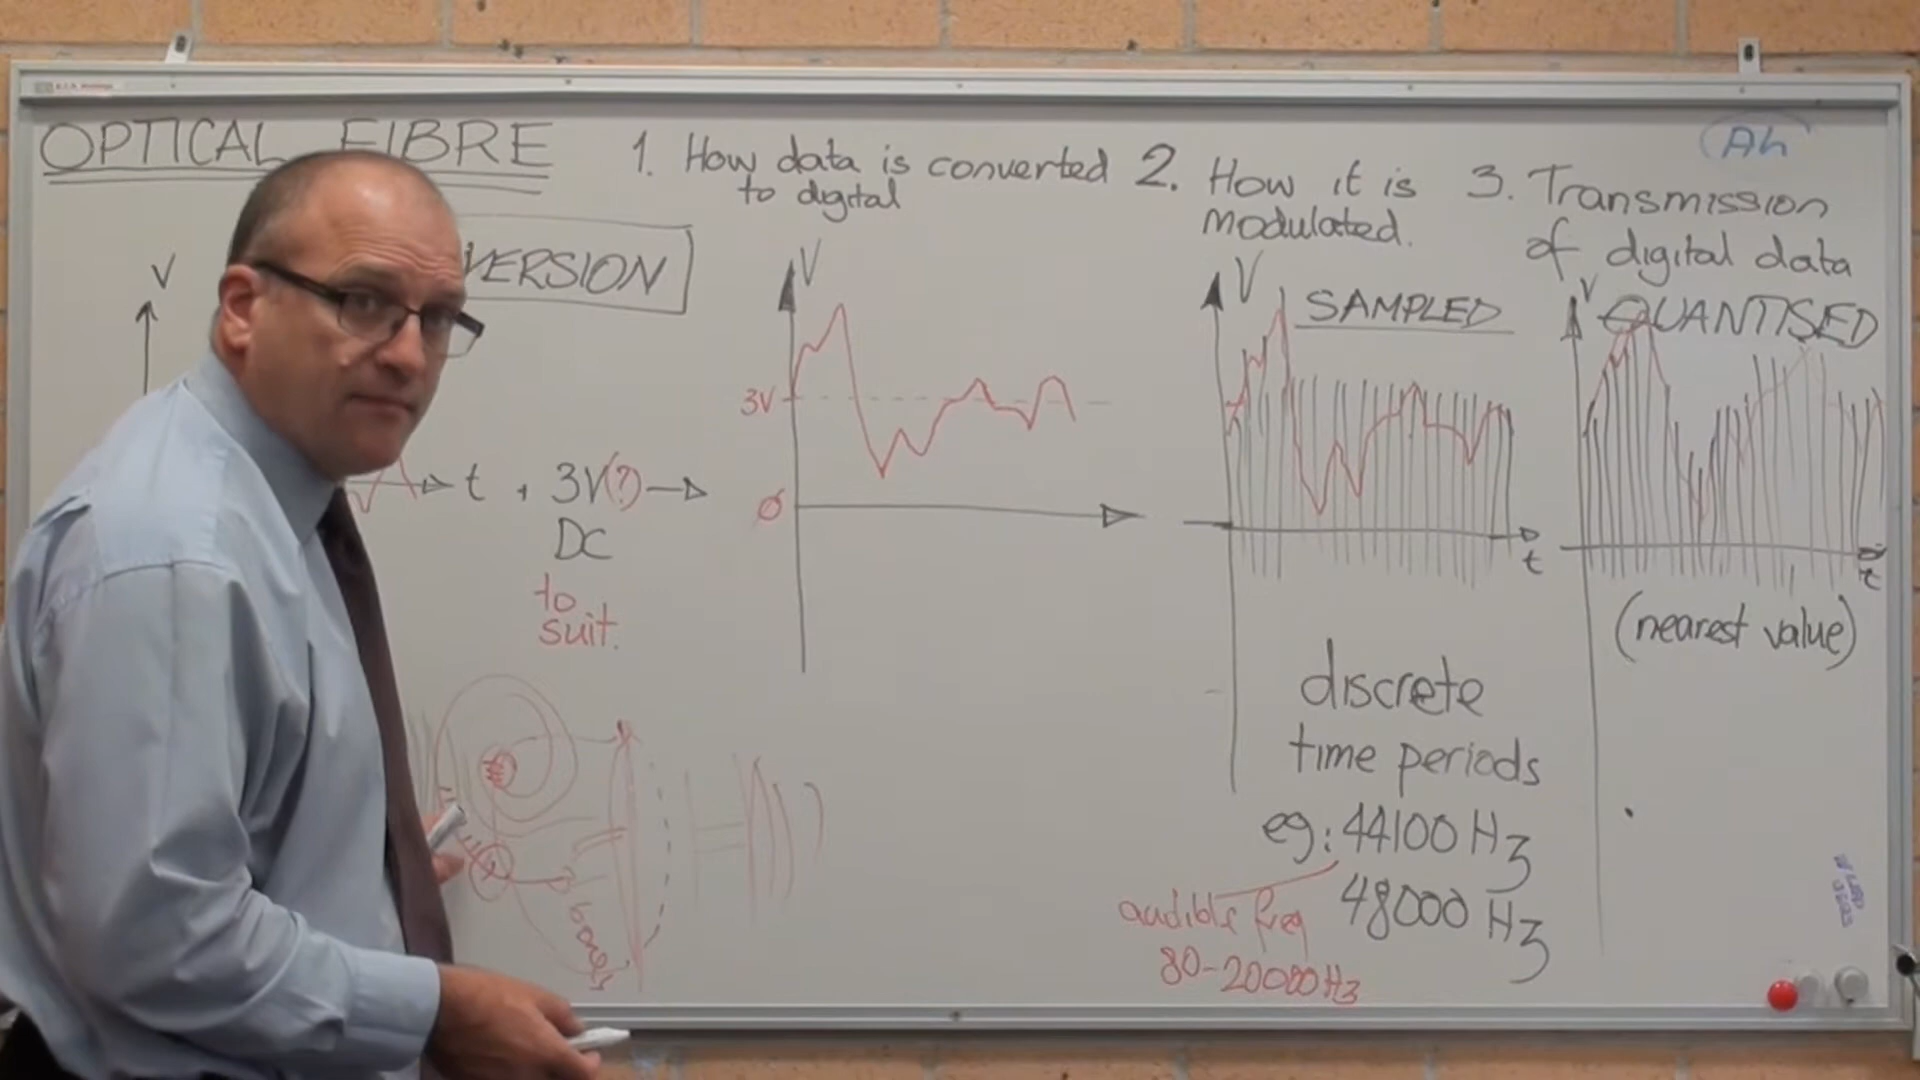 OPTICAL FIBRE
1. How data is converted
to digital
2. How it is
modulated.
3. Transmission
of digital data
Ah
VERSION
V
t
+ 3V(?)
DC
to
suit.
V
3V
Ø
V
SAMPLED
t
discrete
time periods
eg: 44100 Hz
48000 Hz
audible freq
80-20000Hz
V
QUANTISED
t
(nearest value)
bones